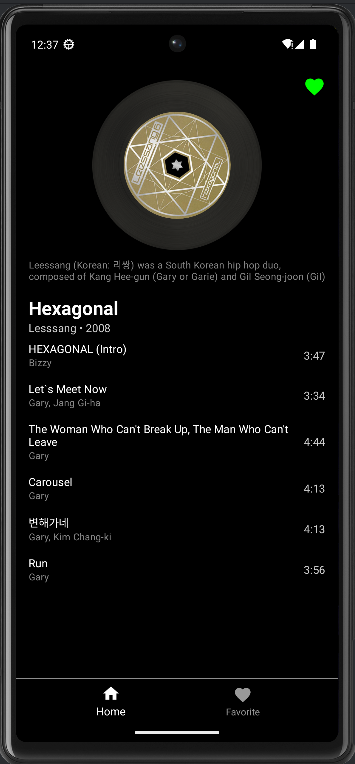 12:37
LEESSANG
Hexagonal
Leessang (Korean: 리쌍) was a South Korean hip hop duo,
composed of Kang Hee-gun (Gary or Garie) and Gil Seong-joon (Gil)
Hexagonal
Lesssang • 2008
HEXAGONAL (Intro)
3:47
Bizzy
Let`s Meet Now
3:34
Gary, Jang Gi-ha
The Woman Who Can't Break Up, The Man Who Can't
Leave
4:44
Gary
Carousel
4:13
Gary
변해가네
4:13
Gary, Kim Chang-ki
Run
3:56
Gary
Home
Favorite